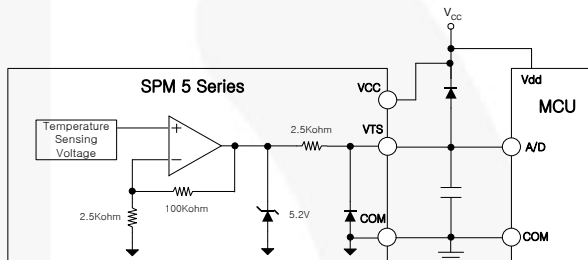 VCC
SPM 5 Series
VCC
Vdd
MCU
Temperature
Sensing
Voltage
+
−
2.5Kohm
VTS
A/D
100Kohm
2.5Kohm
5.2V
COM
COM